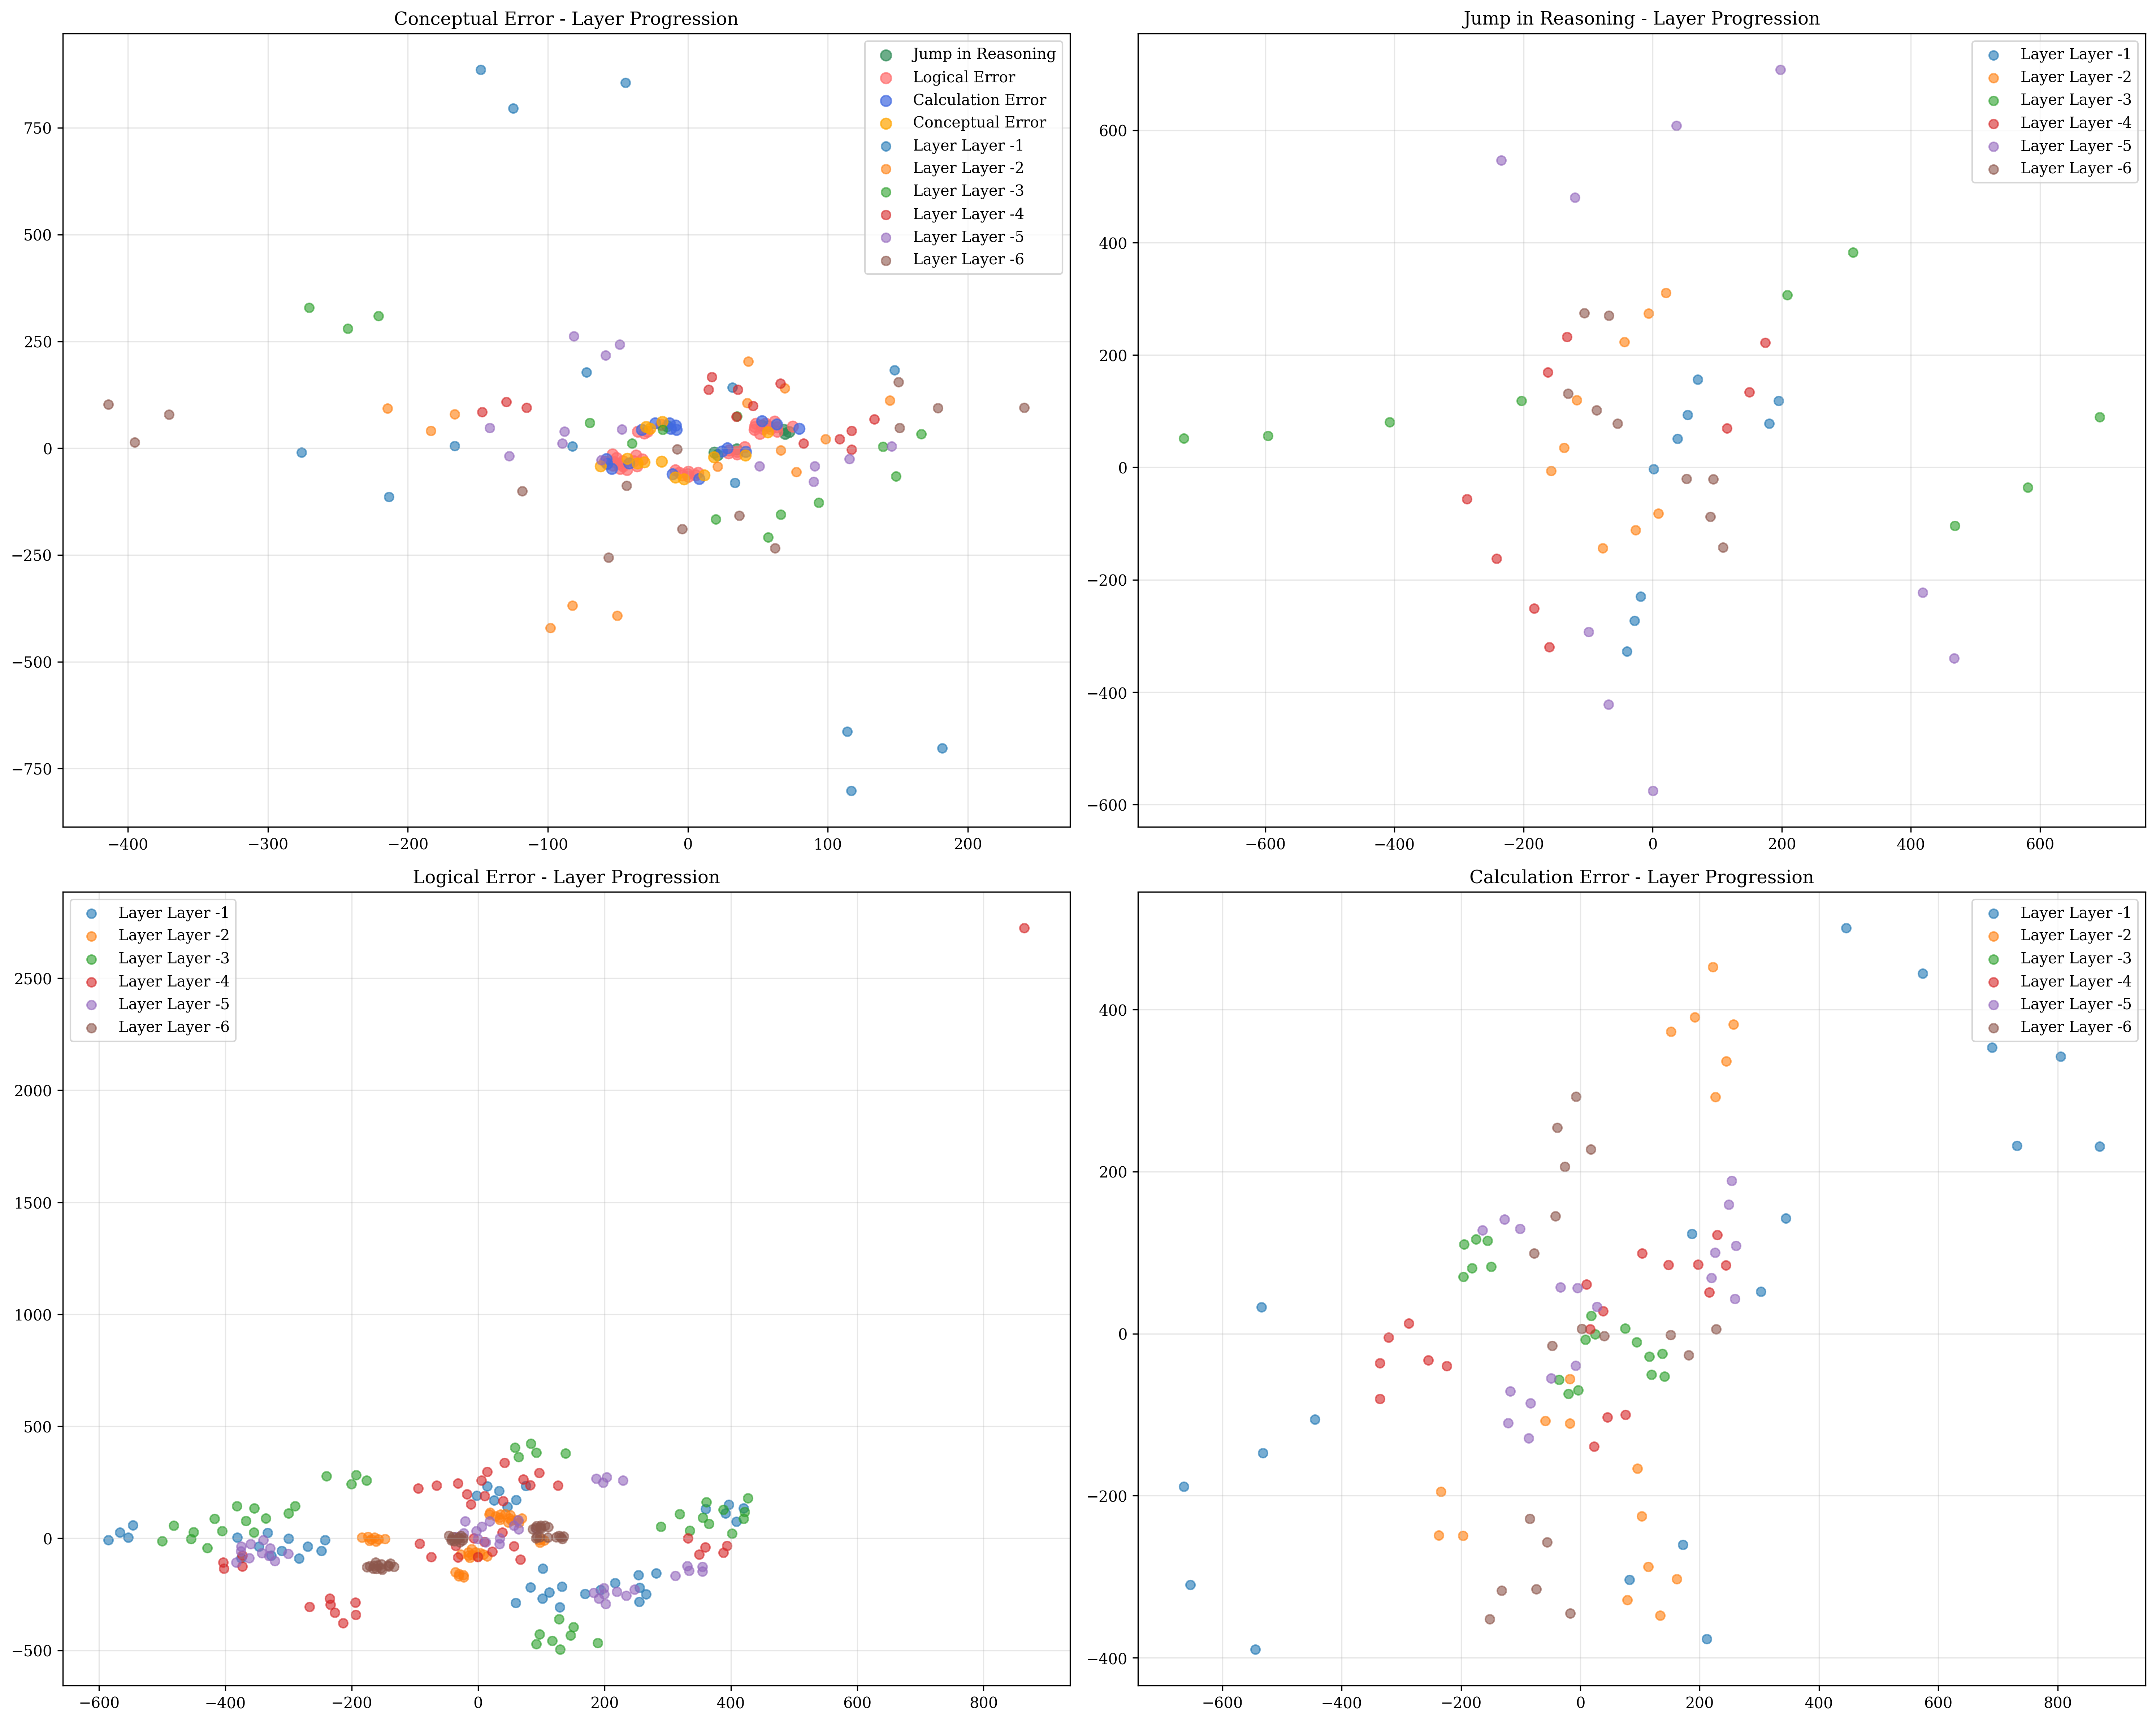 Conceptual Error - Layer Progression
Jump in Reasoning
Logical Error
Calculation Error
Conceptual Error
Layer Layer -1
Layer Layer -2
Layer Layer -3
Layer Layer -4
Layer Layer -5
Layer Layer -6
750
500
250
0
−250
−500
−750
−400
−300
−200
−100
0
100
200
Jump in Reasoning - Layer Progression
Layer Layer -1
Layer Layer -2
Layer Layer -3
Layer Layer -4
Layer Layer -5
Layer Layer -6
600
400
200
0
−200
−400
−600
−600
−400
−200
0
200
400
600
Logical Error - Layer Progression
Layer Layer -1
Layer Layer -2
Layer Layer -3
Layer Layer -4
Layer Layer -5
Layer Layer -6
2500
2000
1500
1000
500
0
−500
−600
−400
−200
0
200
400
600
800
Calculation Error - Layer Progression
Layer Layer -1
Layer Layer -2
Layer Layer -3
Layer Layer -4
Layer Layer -5
Layer Layer -6
400
200
0
−200
−400
−600
−400
−200
0
200
400
600
800